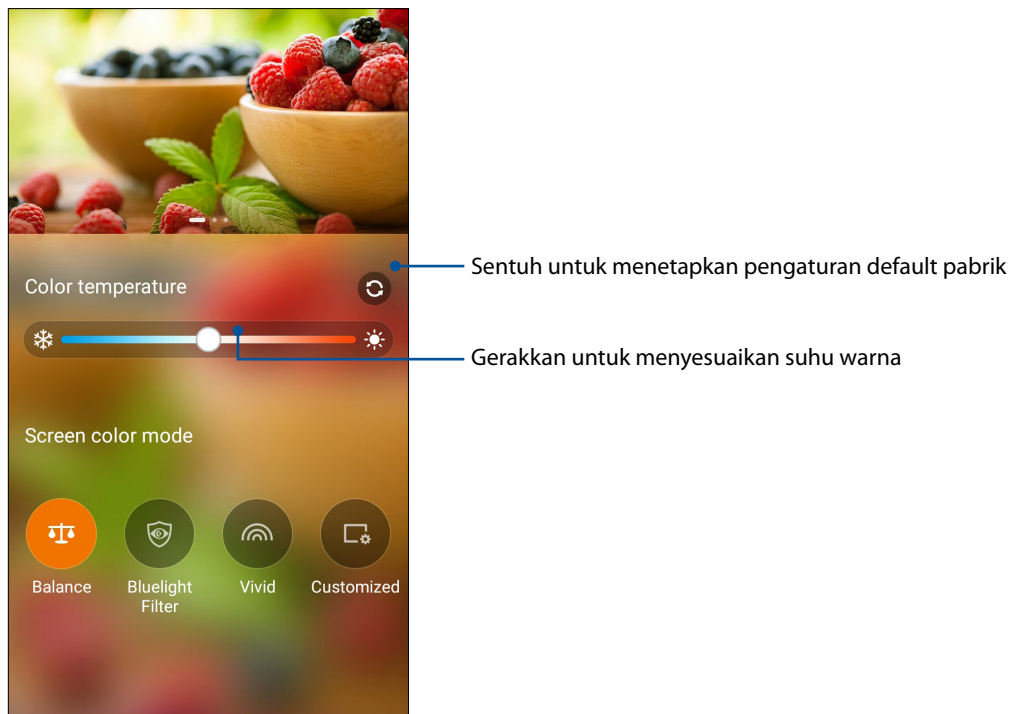 Sentuh untuk menetapkan pengaturan default pabrik
Color temperature
Gerakkan untuk menyesuaikan suhu warna
Screen color mode
Balance
Bluelight
Filter
Vivid
Customized